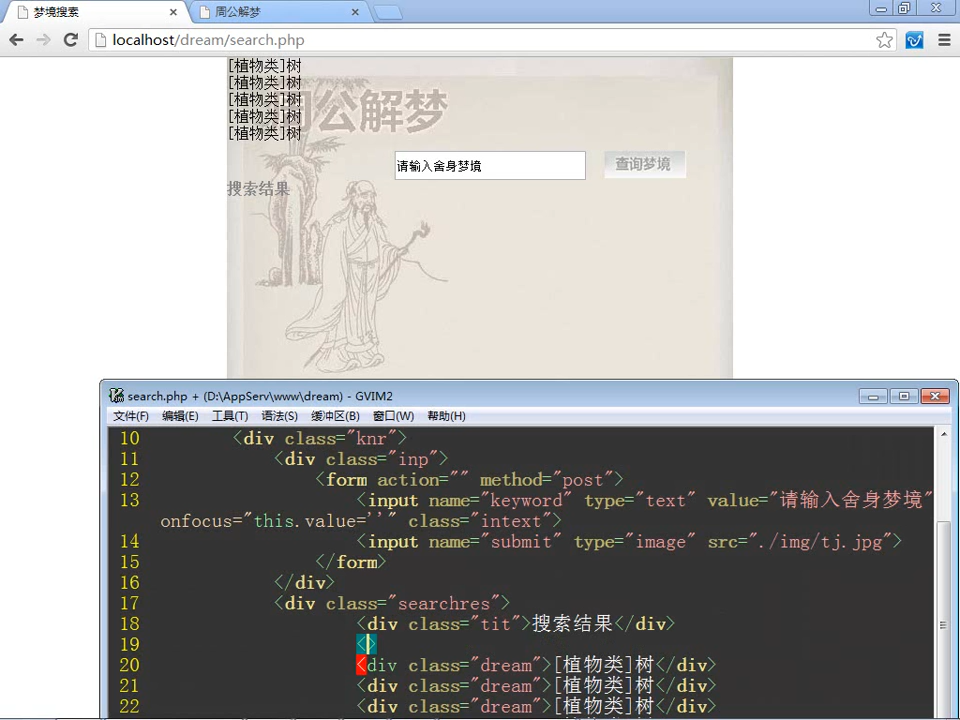 梦境搜索
周公解梦
localhost/dream/search.php
[植物类]树
[植物类]树
[植物类]树
[植物类]树
[植物类]树
周公解梦
请输入舍身梦境
查询梦境
搜索结果
search.php + (D:\AppServ\www\dream) - GVIM2
文件(F) 编辑(E) 工具(T) 语法(S) 缓冲区(B) 窗口(W) 帮助(H)
10 <div class="knr">
11 <div class="inp">
12 <form action="" method="post">
13 <input name="keyword" type="text" value="请输入舍身梦境"
onfocus="this.value=''" class="intext">
14 <input name="submit" type="image" src="./img/tj.jpg">
15 </form>
16 </div>
17 <div class="searchres">
18 <div class="tit">搜索结果</div>
19 <>
20 <div class="dream">[植物类]树</div>
21 <div class="dream">[植物类]树</div>
22 <div class="dream">[植物类]树</div>